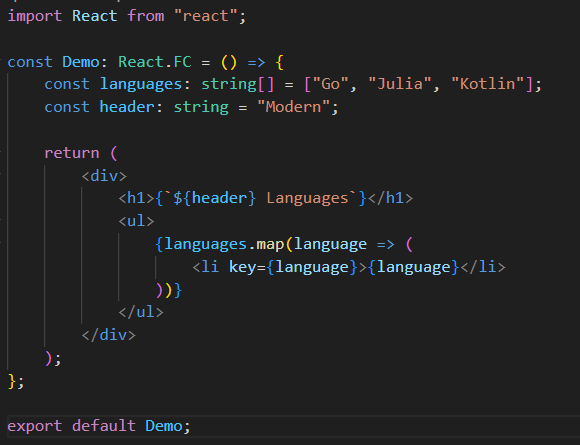 import React from "react";

const Demo: React.FC = () => {
    const languages: string[] = ["Go", "Julia", "Kotlin"];
    const header: string = "Modern";

    return (
        <div>
            <h1>{`${header} Languages`}</h1>
            <ul>
                {languages.map(language => (
                    <li key={language}>{language}</li>
                ))}
            </ul>
        </div>
    );
};

export default Demo;